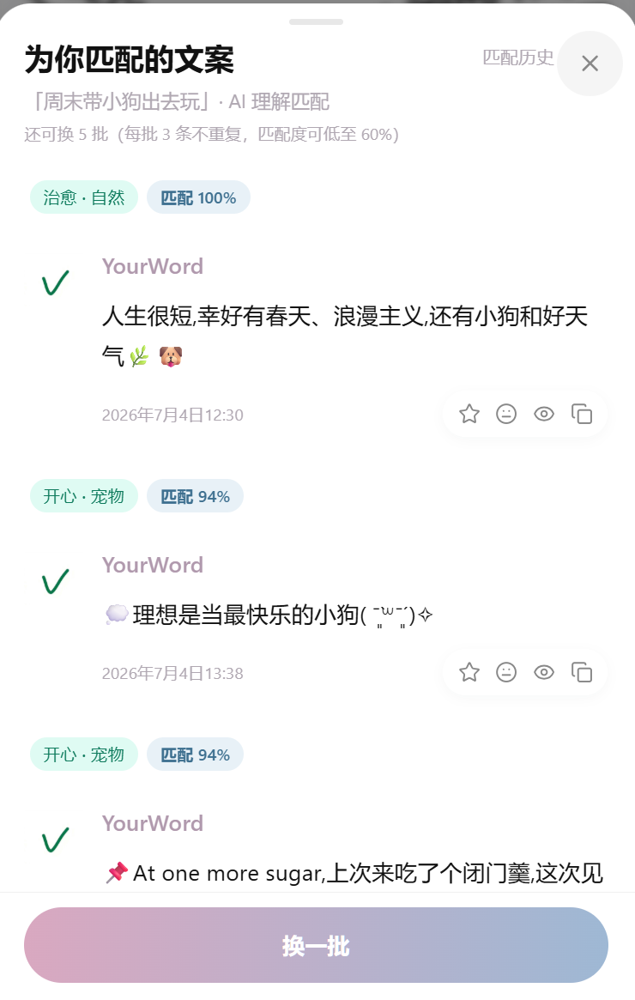 为你匹配的文案
匹配历史
「周末带小狗出去玩」· AI 理解匹配
还可换 5 批（每批 3 条不重复，匹配度可低至 60%）
治愈 · 自然
匹配 100%
YourWord
人生很短,幸好有春天、浪漫主义,还有小狗和好天
气🌿 🐶
2026年7月4日12:30
开心 · 宠物
匹配 94%
YourWord
💭理想是当最快乐的小狗( ˉ͈̀꒳ˉ͈́ )✧
2026年7月4日13:38
开心 · 宠物
匹配 94%
YourWord
📌At one more sugar,上次来吃了个闭门羹,这次见
换一批